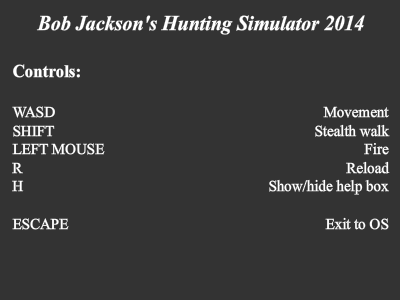 Bob Jackson's Hunting Simulator 2014
Controls:
WASD Movement
SHIFT Stealth walk
LEFT MOUSE Fire
R Reload
H Show/hide help box
ESCAPE Exit to OS